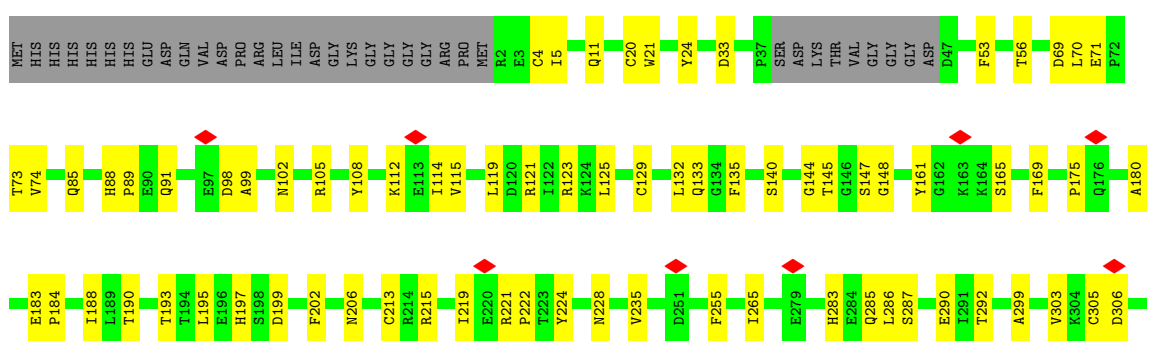 MET HIS HIS HIS HIS HIS HIS GLU ASP GLN VAL ASP PRO ARG LEU ILE ASP GLY LYS GLY GLY GLY GLY ARG PRO MET R2 E3 C4 I5 Q11 C20 W21 Y24 D33 P37 SER ASP LYS THR VAL GLY GLY GLY ASP D47 F53 T56 D69 L70 E71 P72
T73 V74 Q85 H88 P89 E90 Q91 E97 D98 A99 N102 R105 Y108 K112 E113 I114 V115 L119 D120 R121 I122 R123 K124 L125 C129 L132 Q133 G134 F135 S140 G144 T145 G146 S147 G148 Y161 G162 K163 K164 S165 F169 P175 Q176 A180
E183 P184 I188 L189 T190 T193 T194 L195 E196 H197 S198 D199 F202 N206 C213 R214 R215 I219 E220 R221 P222 T223 Y224 N228 V235 D251 F255 I265 E279 H283 E284 Q285 L286 S287 E290 I291 T292 A299 V303 K304 C305 D306